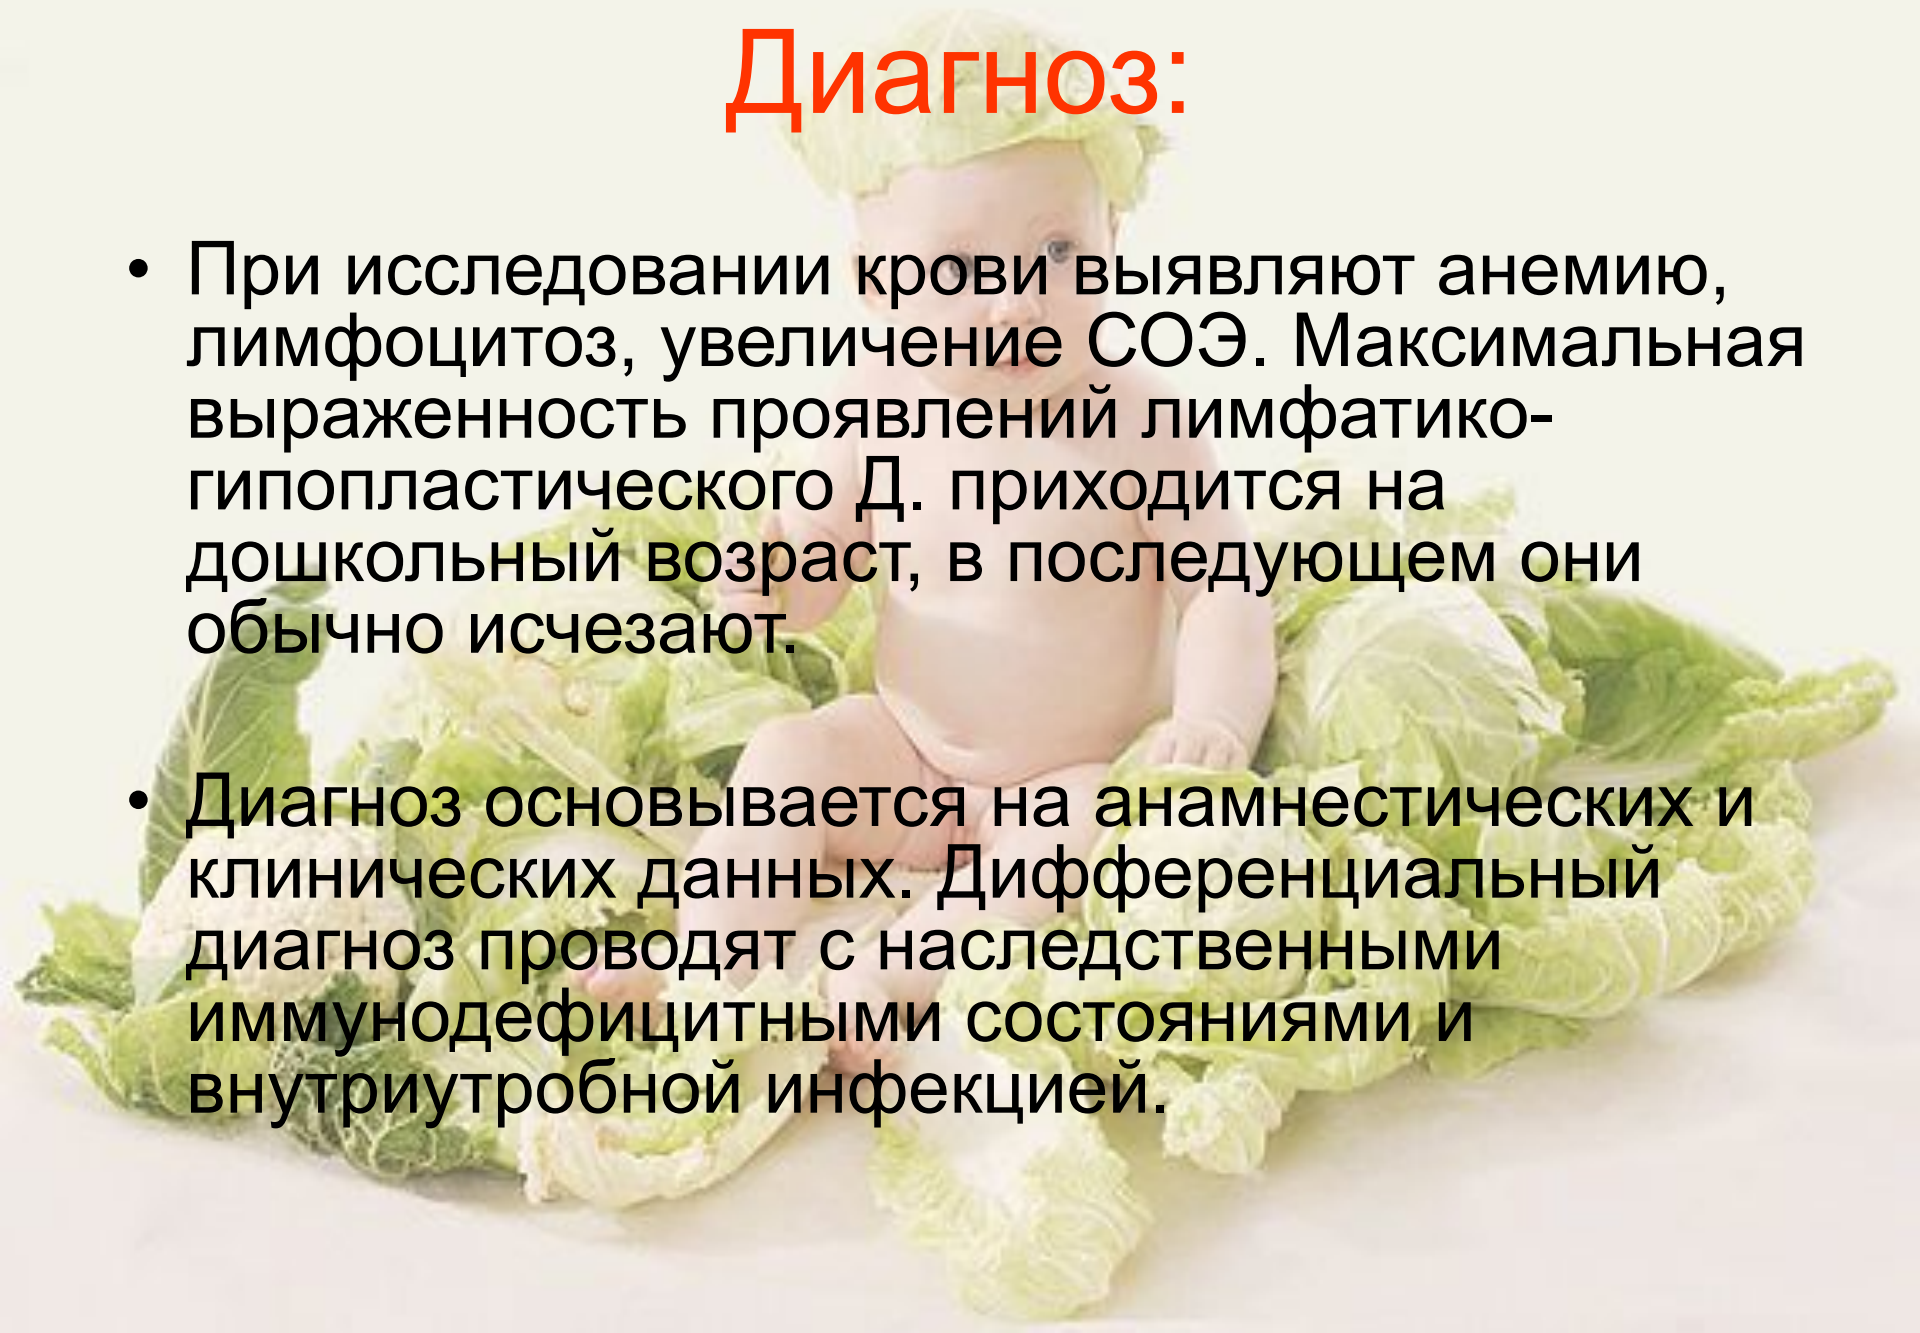 Диагноз:
• При исследовании крови выявляют анемию,
лимфоцитоз, увеличение СОЭ. Максимальная
выраженность проявлений лимфатико-
гипопластического Д. приходится на
дошкольный возраст, в последующем они
обычно исчезают.
• Диагноз основывается на анамнестических и
клинических данных. Дифференциальный
диагноз проводят с наследственными
иммунодефицитными состояниями и
внутриутробной инфекцией.